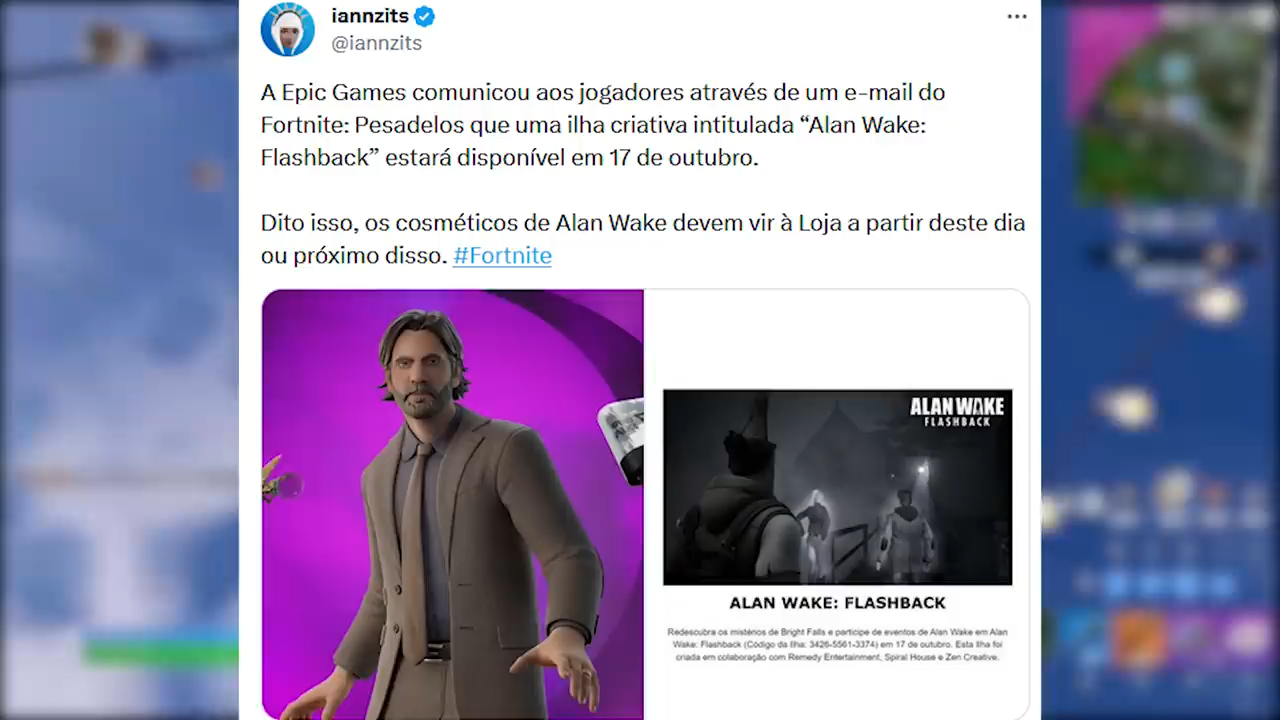 iannzits
@iannzits
A Epic Games comunicou aos jogadores através de um e-mail do
Fortnite: Pesadelos que uma ilha criativa intitulada “Alan Wake:
Flashback” estará disponível em 17 de outubro.
Dito isso, os cosméticos de Alan Wake devem vir à Loja a partir deste dia
ou próximo disso. #Fortnite
ALAN WAKE
FLASHBACK
ALAN WAKE: FLASHBACK
Redescubra os mistérios de Bright Falls e participe de eventos de Alan Wake em Alan
Wake: Flashback (Código da Ilha: 3426-5561-3374) em 17 de outubro. Esta Ilha foi
criada em colaboração com Remedy Entertainment, Spiral House e Zen Creative.